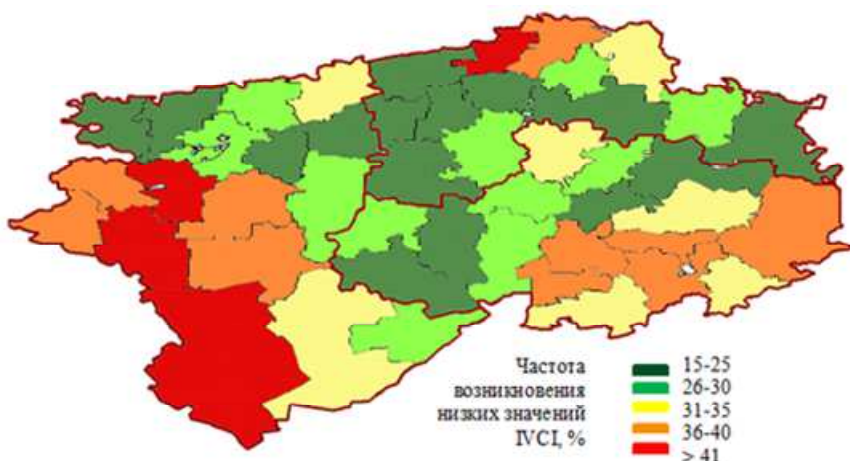 Частота
возникновения
низких значений
IVCI, %
15-25
26-30
31-35
36-40
> 41